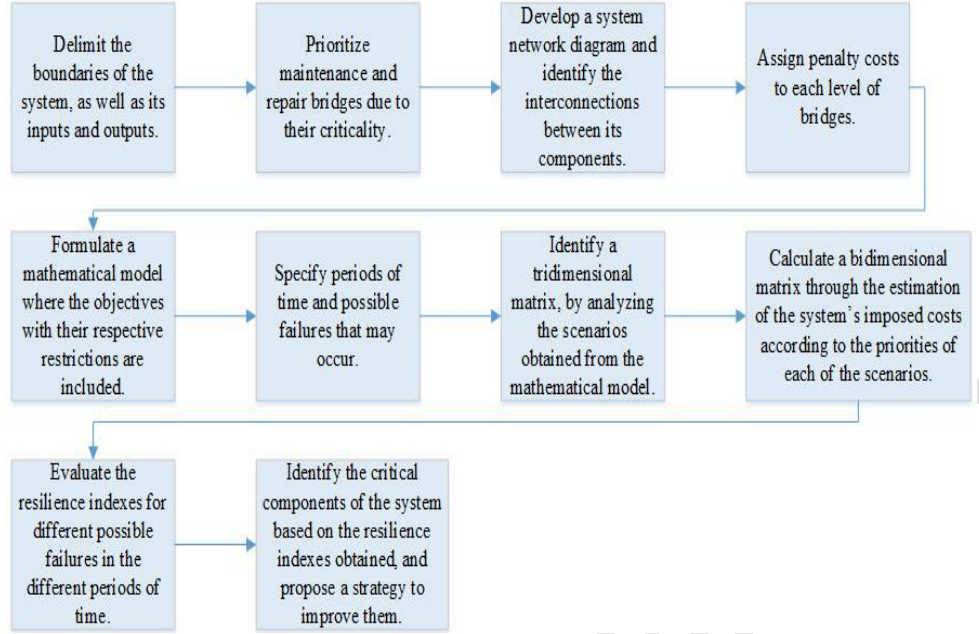 Delimit the
boundaries of the
system, as well as its
inputs and outputs.
Prioritize
maintenance and
repair bridges due to
their criticality.
Develop a system
network diagram and
identify the
interconnections
between its
components.
Assign penalty costs
to each level of
bridges.
Formulate a
mathematical model
where the objectives
with their respective
restrictions are
included.
Specify periods of
time and possible
failures that may
occur.
Identify a
tridimensional
matrix, by analyzing
the scenarios
obtained from the
mathematical model.
Calculate a bidimensional
matrix through the estimation
of the system´s imposed costs
according to the priorities of
each of the scenarios.
Evaluate the
resilience indexes for
different possible
failures in the
different periods of
time.
Identify the critical
components of the system
based on the resilience
indexes obtained, and
propose a strategy to
improve them.